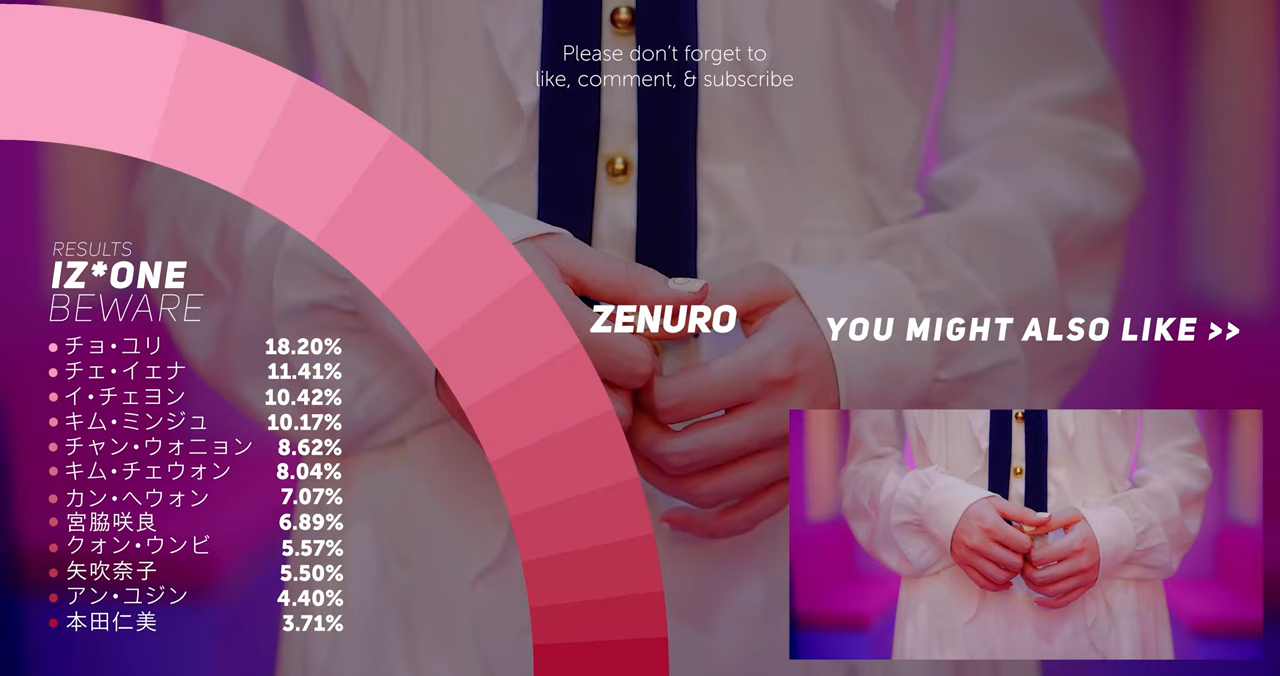 Please don't forget to
like, comment, & subscribe
RESULTS
IZ*ONE
BEWARE
チョ・ユリ 18.20%
チェ・イェナ 11.41%
イ・チェヨン 10.42%
キム・ミンジュ 10.17%
チャン・ウォニョン 8.62%
キム・チェウォン 8.04%
カン・ヘウォン 7.07%
宮脇咲良 6.89%
クォン・ウンビ 5.57%
矢吹奈子 5.50%
アン・ユジン 4.40%
本田仁美 3.71%
ZENURO
YOU MIGHT ALSO LIKE >>